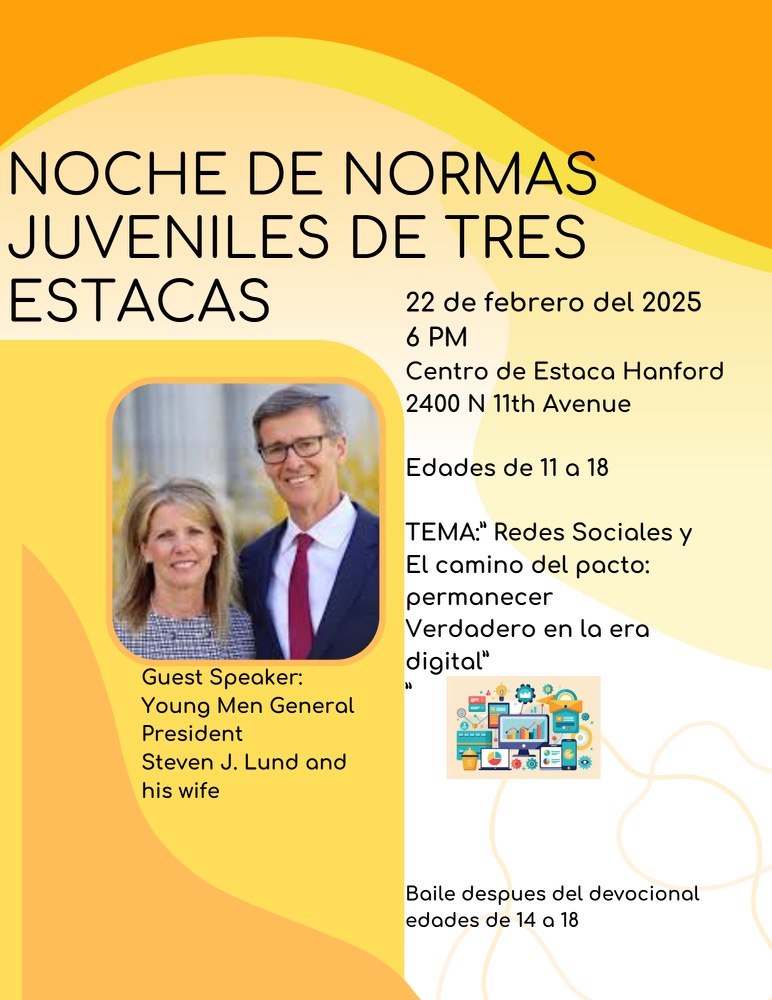 NOCHE DE NORMAS
JUVENILES DE TRES
ESTACAS
22 de febrero del 2025
6 PM
Centro de Estaca Hanford
2400 N 11th Avenue
Edades de 11 a 18
TEMA:” Redes Sociales y
El camino del pacto:
permanecer
Verdadero en la era
digital”
”
Guest Speaker:
Young Men General
President
Steven J. Lund and
his wife
Baile despues del devocional
edades de 14 a 18